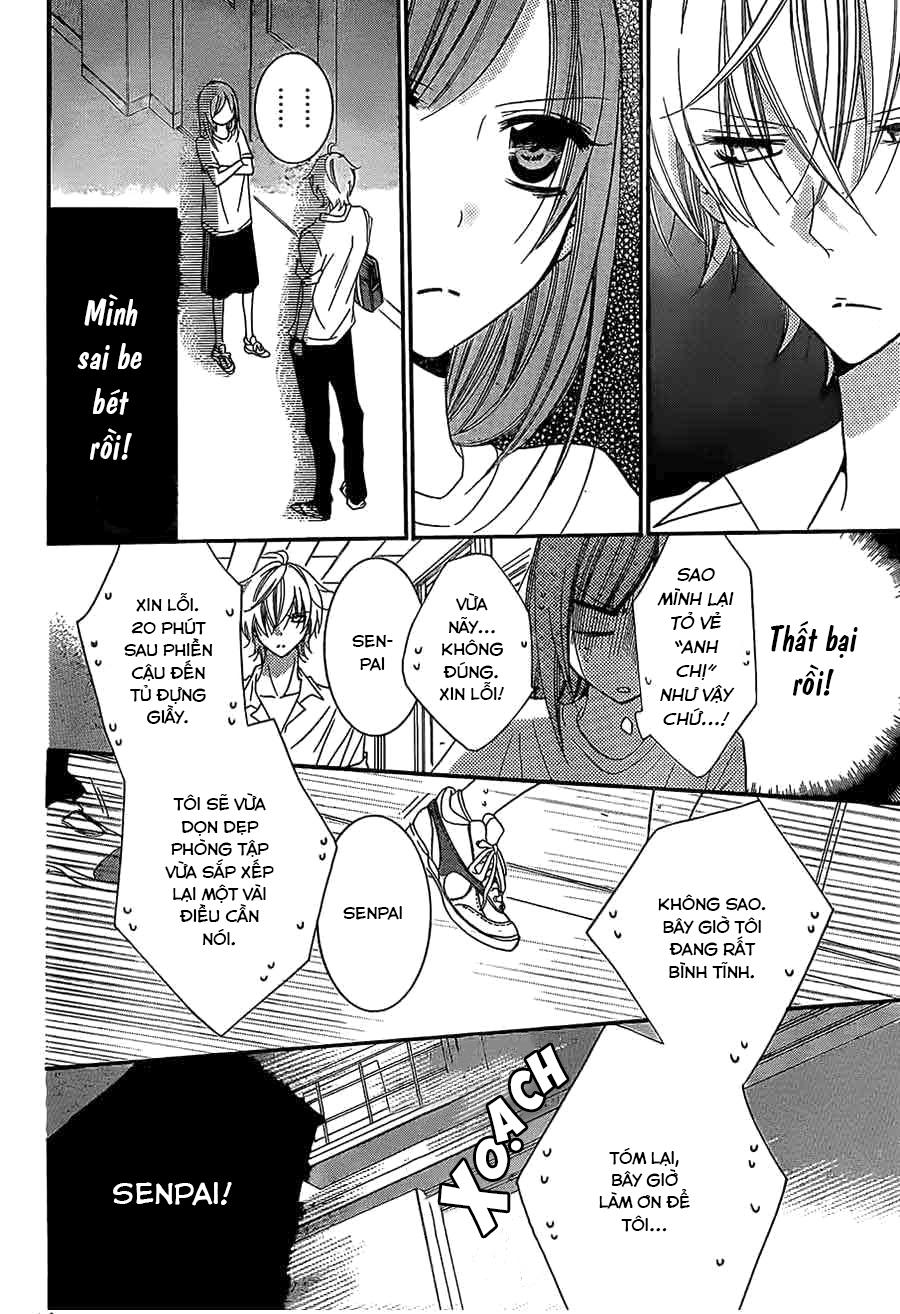 ......
......
Mình
sai be
bét
rồi!
Thất bại
rồi!
SAO
MÌNH LẠI
TỎ VẺ
“ANH
CHỊ”
NHƯ VẬY
CHỨ...!
VỪA
NÃY...
KHÔNG
ĐÚNG.
XIN LỖI!
SEN-
PAI
XIN LỖI.
20 PHÚT
SAU PHIỀN
CẬU ĐẾN
TỦ ĐỰNG
GIẦY.
TÔI SẼ VỪA
DỌN DẸP
PHÒNG TẬP
VỪA SẮP XẾP
LẠI MỘT VÀI
ĐIỀU CẦN
NÓI.
SENPAI
KHÔNG SAO.
BÂY GIỜ TÔI
ĐANG RẤT
BÌNH TĨNH.
TÓM LẠI,
BÂY GIỜ
LÀM ƠN ĐỂ
TÔI...
XOẠCH
SENPAI!